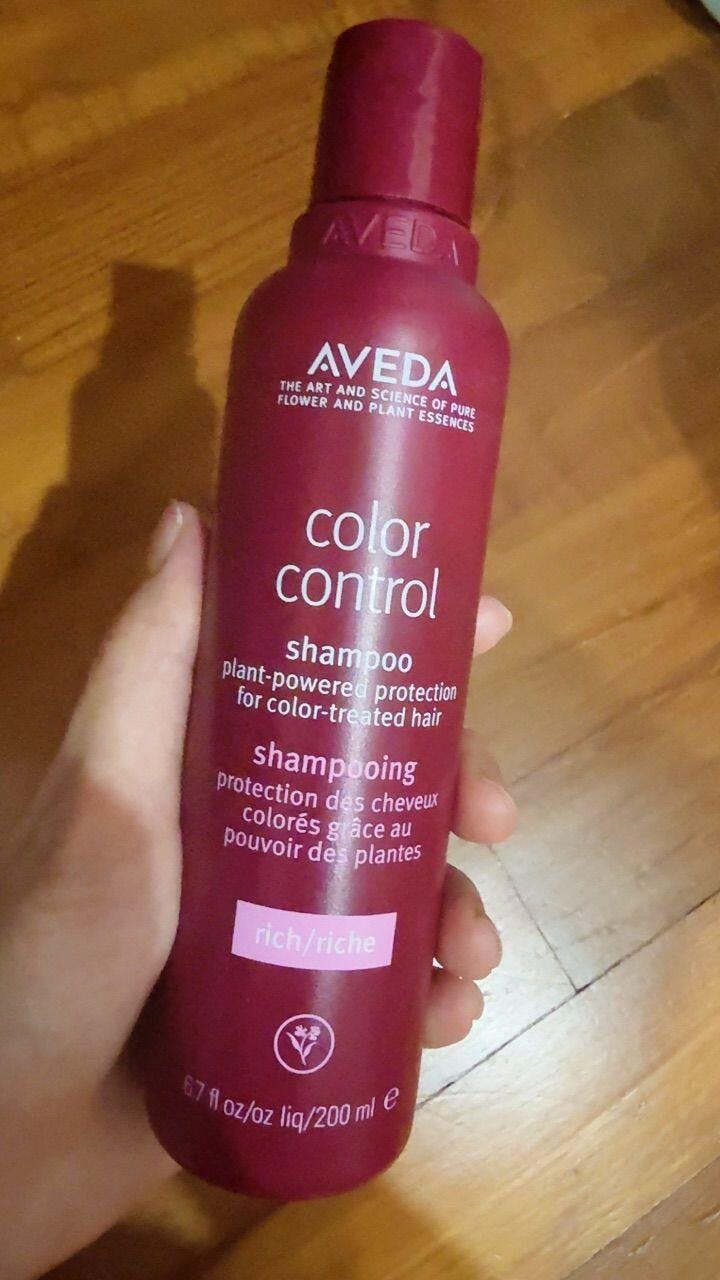 AVEDA
AVEDA
THE ART AND SCIENCE OF PURE
FLOWER AND PLANT ESSENCES
color
control
shampoo
plant-powered protection
for color-treated hair
shampooing
protection des cheveux
colorés grâce au
pouvoir des plantes
rich/riche
6.7 fl oz/oz liq/200 ml e